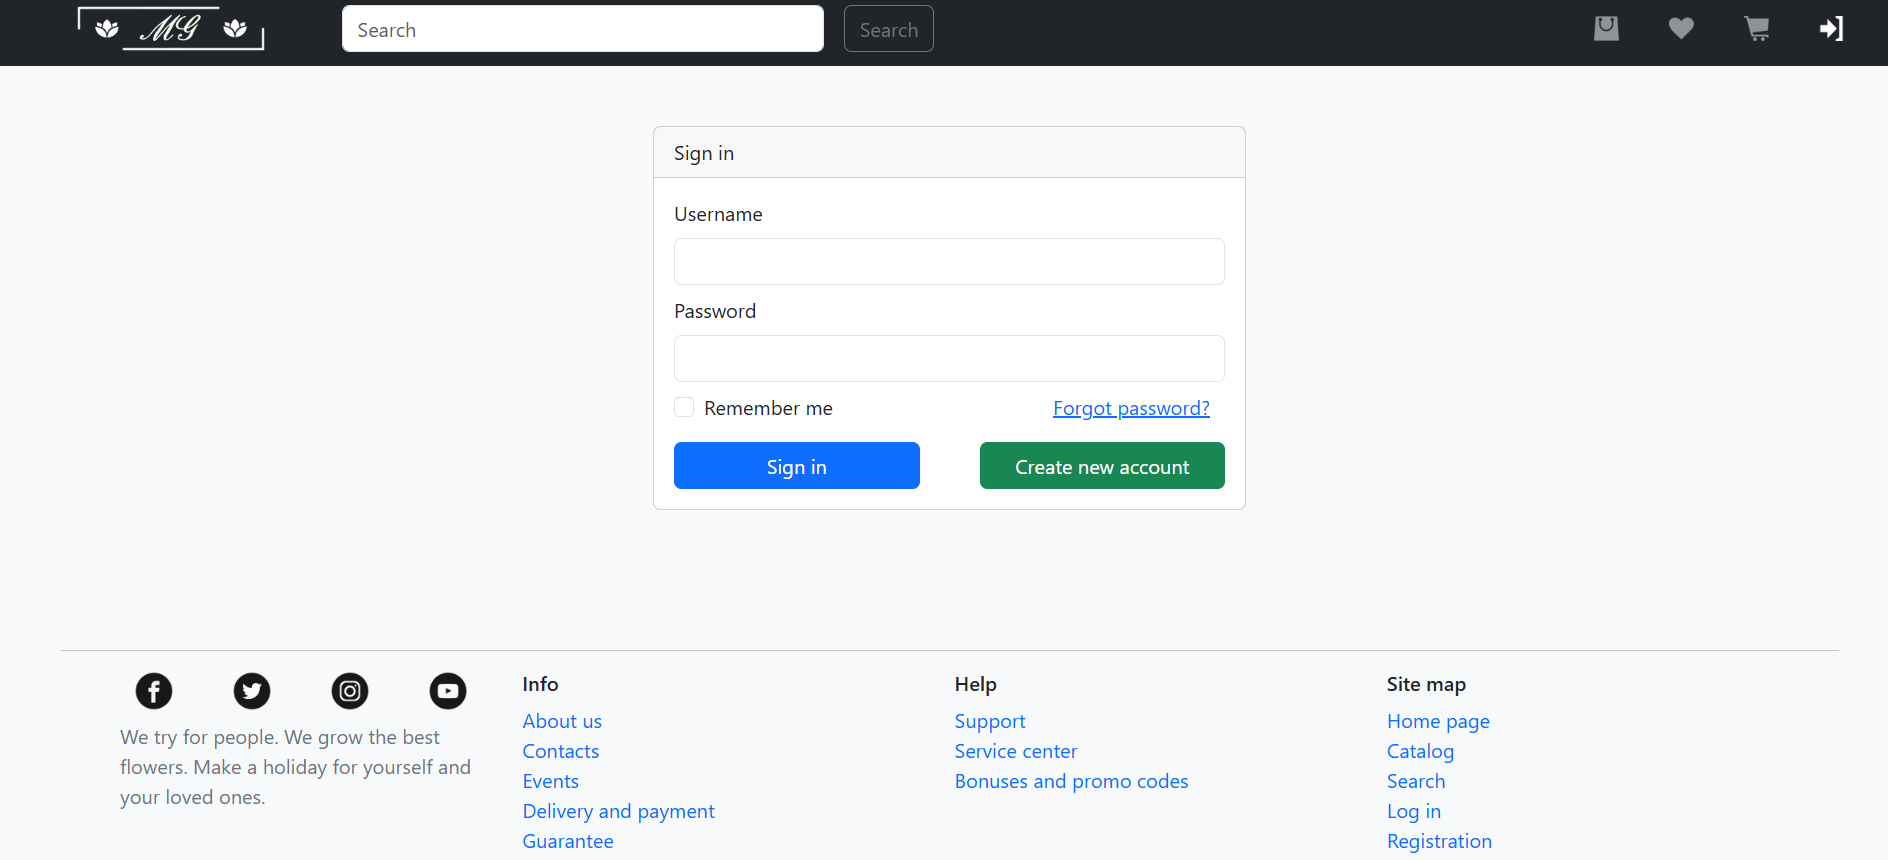 MG
Search
Search
Sign in
Username
Password
Remember me
Forgot password?
Sign in
Create new account
We try for people. We grow the best
flowers. Make a holiday for yourself and
your loved ones.
Info
About us
Contacts
Events
Delivery and payment
Guarantee
Help
Support
Service center
Bonuses and promo codes
Site map
Home page
Catalog
Search
Log in
Registration